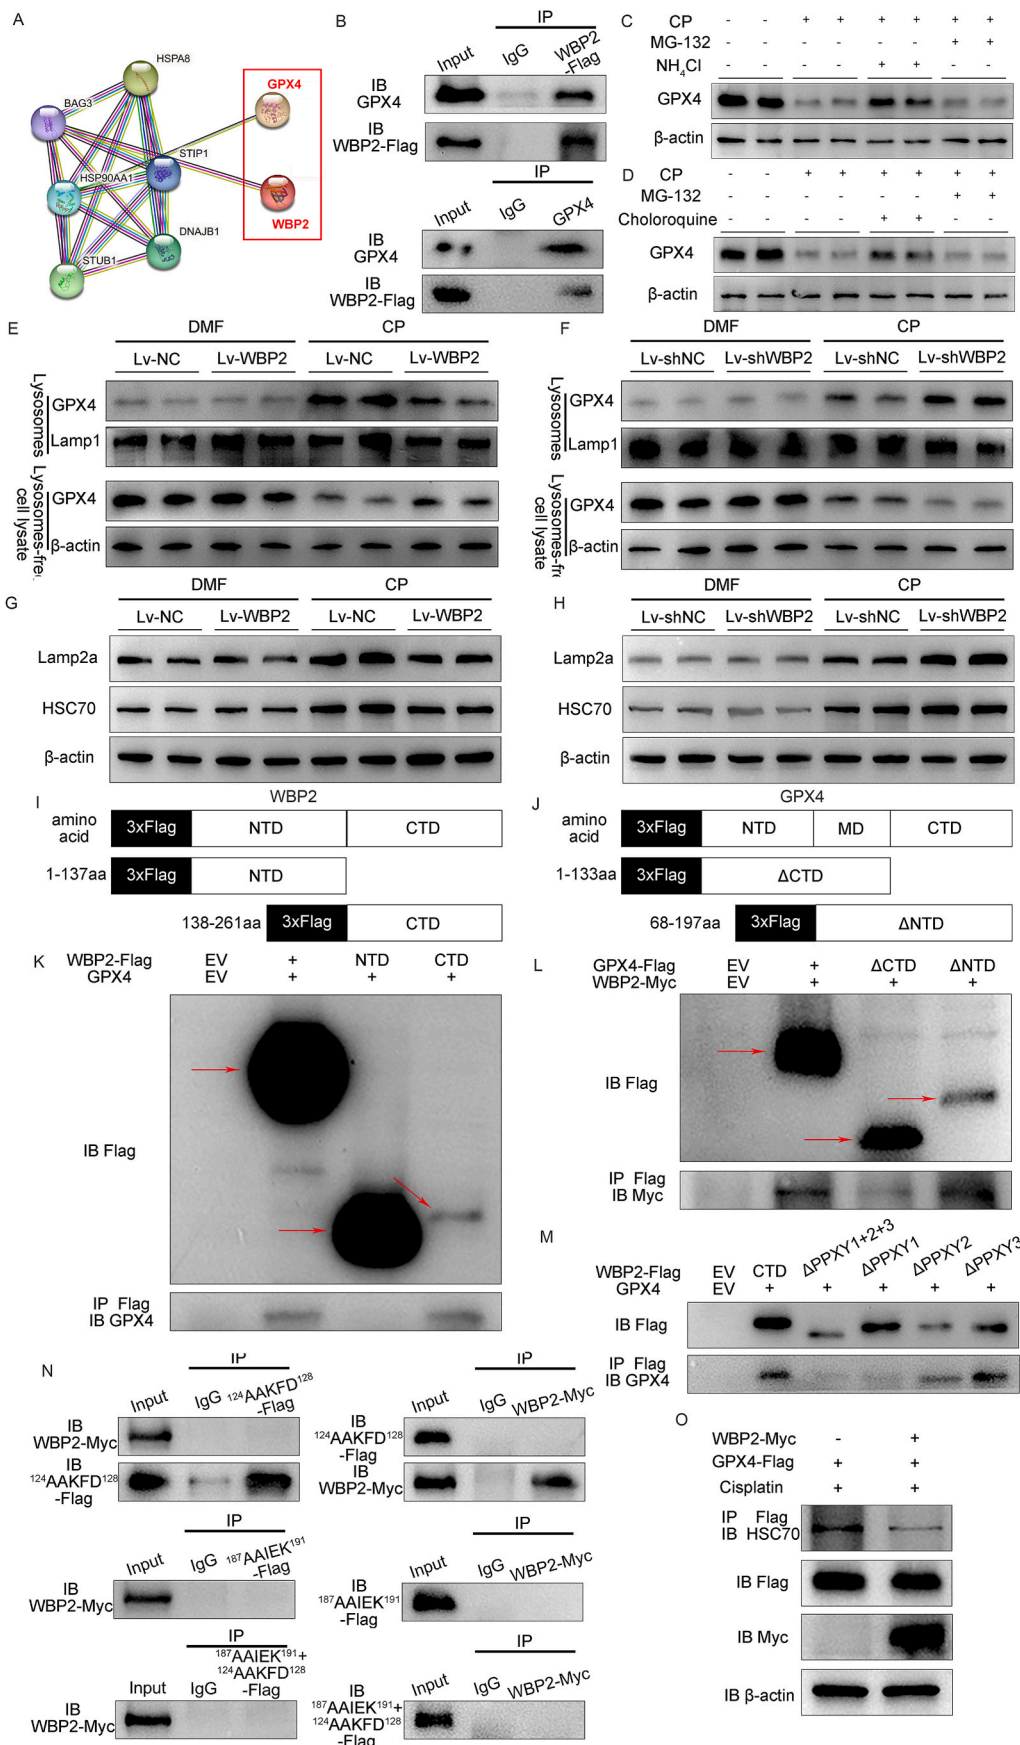 A
HSPA8
GPX4
BAG3
STIP1
HSP90AA1
WBP2
DNAJB1
STUB1
B
IP
Input IgG WBP2 -Flag
IB GPX4
IB WBP2-Flag
IP
Input IgG GPX4
IB GPX4
IB WBP2-Flag
C
CP - - + + + + + +
MG-132 + +
NH4Cl + +
GPX4
β-actin
D
CP + + + + + +
MG-132 - - + +
Choloroquine - - + +
GPX4
β-actin
E
DMF CP
Lv-NC Lv-WBP2 Lv-NC Lv-WBP2
Lysosomes
GPX4
Lamp1
Lysosomes-fre
cell lysate
GPX4
β-actin
F
DMF CP
Lv-shNC Lv-shWBP2 Lv-shNC Lv-shWBP2
Lysosomes
GPX4
Lamp1
Lysosomes-fre
cell lysate
GPX4
β-actin
G
DMF CP
Lv-NC Lv-WBP2 Lv-NC Lv-WBP2
Lamp2a
HSC70
β-actin
H
DMF CP
Lv-shNC Lv-shWBP2 Lv-shNC Lv-shWBP2
Lamp2a
HSC70
β-actin
I
WBP2
amino acid 3xFlag NTD CTD
1-137aa 3xFlag NTD
138-261aa 3xFlag CTD
J
GPX4
amino acid 3xFlag NTD MD CTD
1-133aa 3xFlag ΔCTD
68-197aa 3xFlag ΔNTD
K
WBP2-Flag EV + NTD CTD
GPX4 EV + + +
IB Flag
IP Flag
IB GPX4
L
GPX4-Flag EV + ΔCTD ΔNTD
WBP2-Myc EV + + +
IB Flag
IP Flag
IB Myc
M
WBP2-Flag EV CTD ΔPPXY1+2+3 ΔPPXY1 ΔPPXY2 ΔPPXY3
GPX4 EV + + + + +
IB Flag
IP Flag
IB GPX4
N
IP
Input IgG 124AAKFD128 -Flag
IB WBP2-Myc
IB 124AAKFD128 -Flag
IP
Input IgG WBP2-Myc
IB 124AAKFD128 -Flag
IB WBP2-Myc
IP
Input IgG 187AAIEK191 -Flag
IB WBP2-Myc
IP
Input IgG WBP2-Myc
IB 187AAIEK191 -Flag
IP
Input IgG 187AAIEK191+ 124AAKFD128 -Flag
IB WBP2-Myc
IP
Input IgG WBP2-Myc
IB 187AAIEK191+ 124AAKFD128 -Flag
O
WBP2-Myc - +
GPX4-Flag + +
Cisplatin + +
IP Flag
IB HSC70
IB Flag
IB Myc
IB β-actin